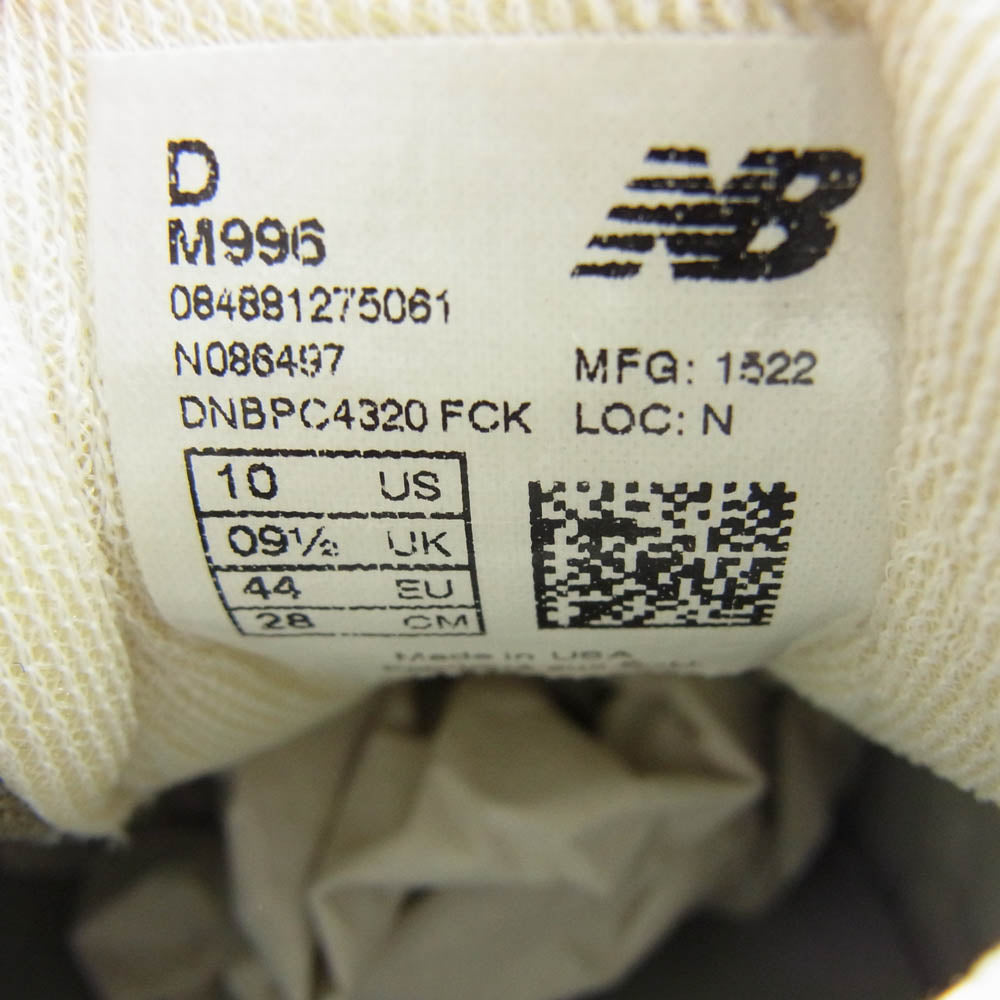 D
NB
M996
084881275061
N086497
MFG: 1522
DNBPC4320 FCK
LOC: N
10 US
09½ UK
44 EU
28 CM
Made in USA